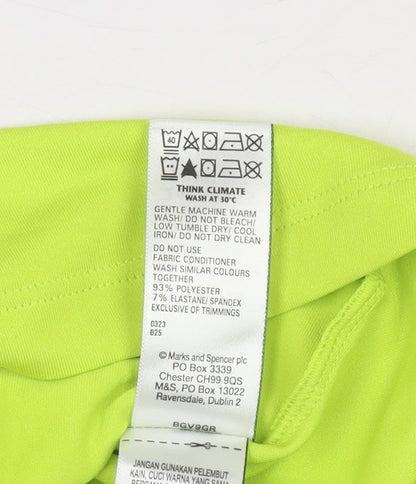 40
THINK CLIMATE
WASH AT 30°C
GENTLE MACHINE WARM
WASH/ DO NOT BLEACH/
LOW TUMBLE DRY/ COOL
IRON/ DO NOT DRY CLEAN
DO NOT USE
FABRIC CONDITIONER
WASH SIMILAR COLOURS
TOGETHER
93% POLYESTER
7% ELASTANE/ SPANDEX
EXCLUSIVE OF TRIMMINGS
0323
B25
© Marks and Spencer plc
PO Box 3339
Chester CH99 9QS
M&S, PO Box 13022
Ravensdale, Dublin 2
BGV9GR
JANGAN GUNAKAN PELEMBUT
KAIN, CUCI WARNA YANG SAMA